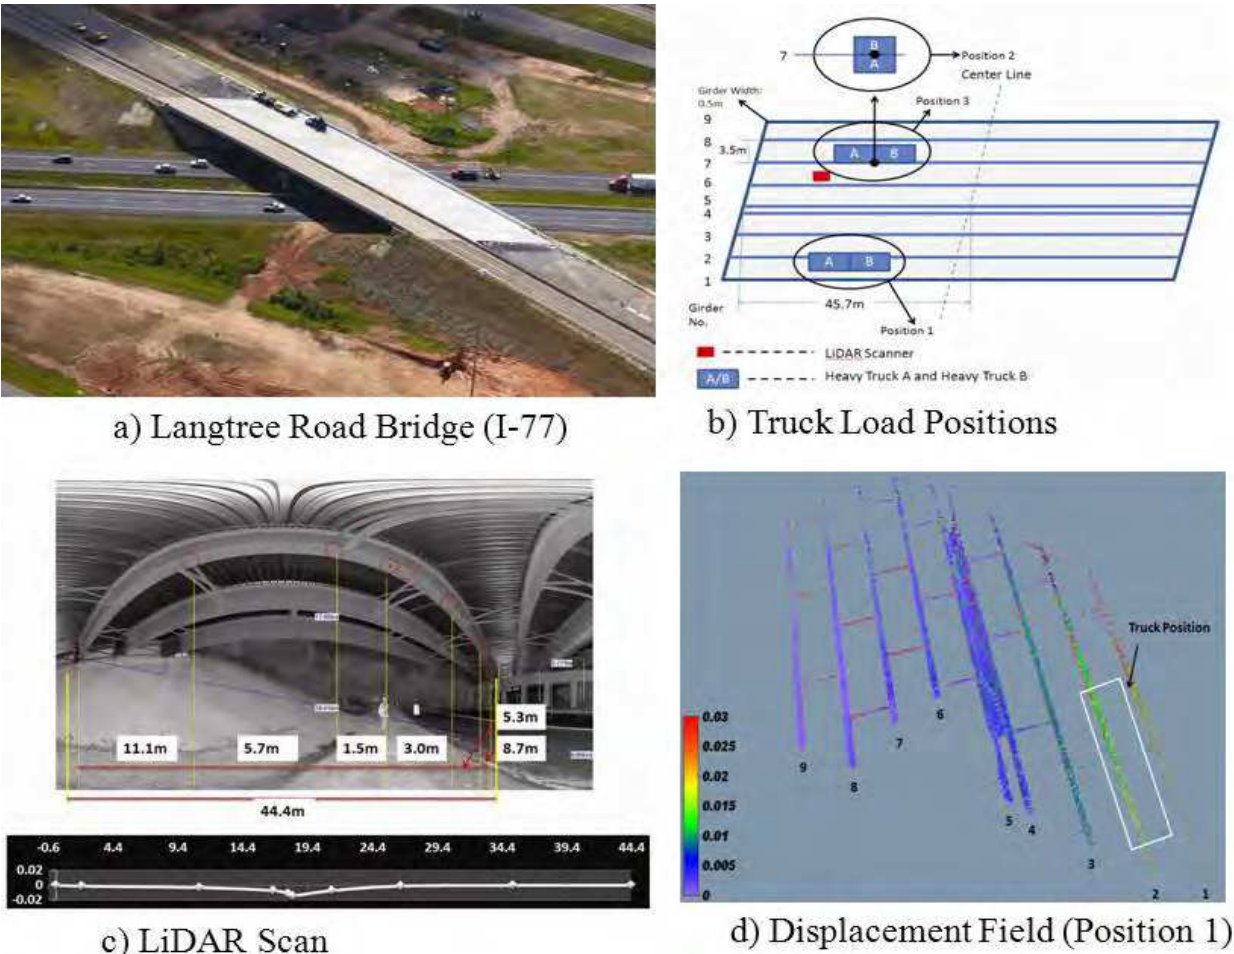 B
7
A
Position 2
Center Line
Girder Width:
0.5m
Position 3
9
8
3.5m
A B
7
6
5
4
3
2
A B
1
45.7m
Girder
No.
Position 1
LiDAR Scanner
A/B
Heavy Truck A and Heavy Truck B
a) Langtree Road Bridge (I-77)
b) Truck Load Positions
5.3m
11.1m 5.7m 1.5m 3.0m 8.7m
44.4m
-0.6 4.4 9.4 14.4 19.4 24.4 29.4 34.4 39.4 44.4
0.02
0
-0.02
c) LiDAR Scan
Truck Position
0.03
0.025
0.02
0.015
0.01
0.005
0
6
7
9
8
5
4
3
2
1
d) Displacement Field (Position 1)